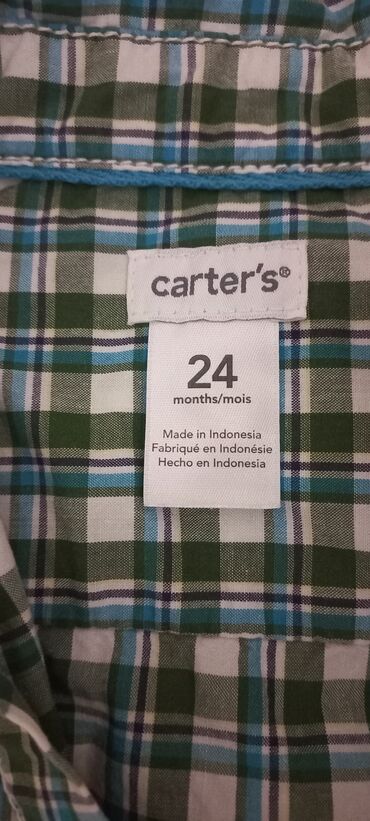 carter's®
24
months/mois
Made in Indonesia
Fabriqué en Indonésie
Hecho en Indonesia